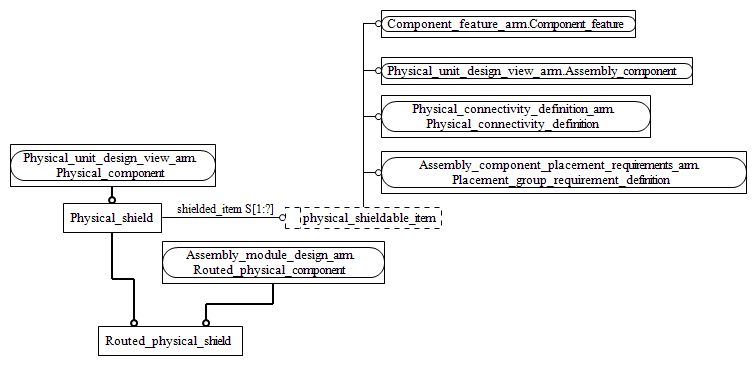 Component_feature_arm.Component_feature
Physical_unit_design_view_arm.Assembly_component
Physical_connectivity_definition_arm.
Physical_connectivity_definition
Physical_unit_design_view_arm.
Physical_component
Assembly_component_placement_requirements_arm.
Placement_group_requirement_definition
Physical_shield
shielded_item S[1:?]
physical_shieldable_item
Assembly_module_design_arm.
Routed_physical_component
Routed_physical_shield